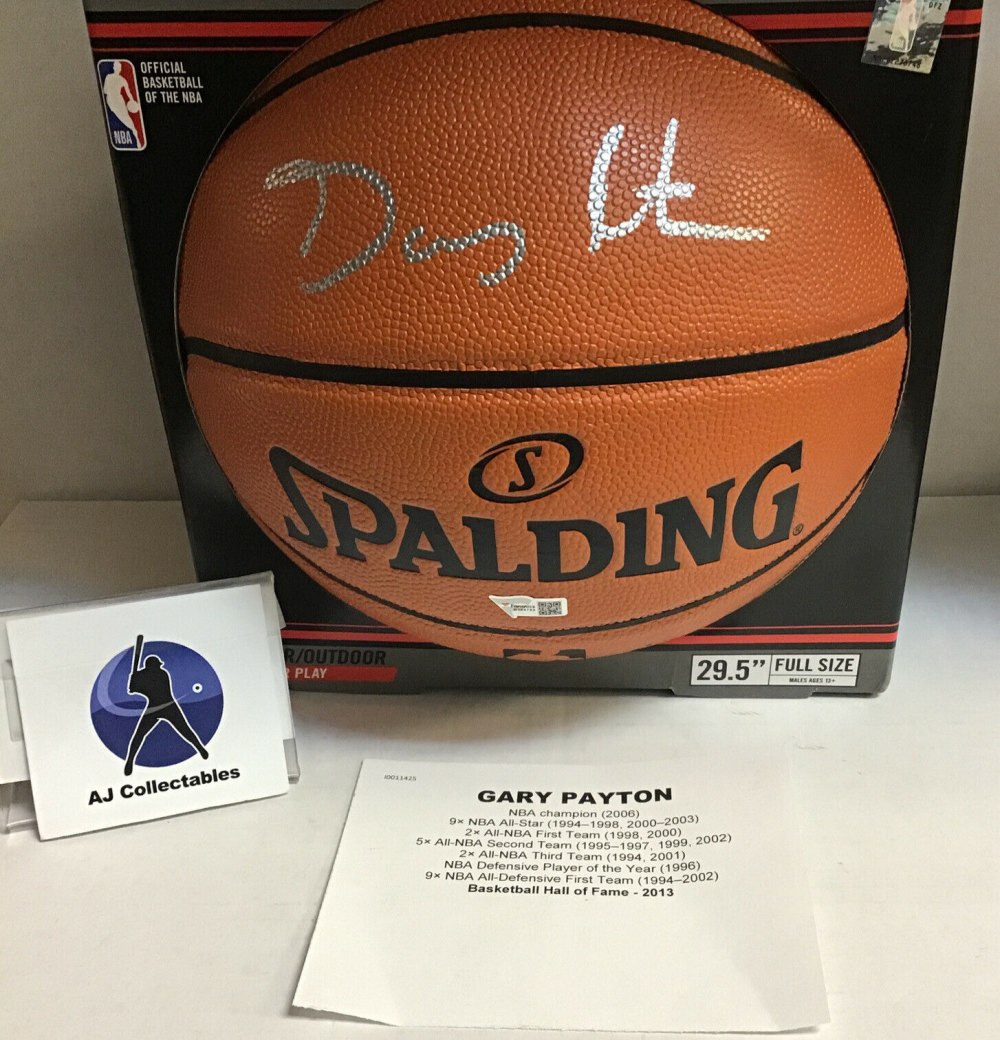 OFFICIAL
BASKETBALL
OF THE NBA
NBA
Gary Payton
S
SPALDING®
R/OUTDOOR
PLAY
29.5” FULL SIZE
MALES AGES 13+
AJ Collectables
I0011425
GARY PAYTON
NBA champion (2006)
9× NBA All-Star (1994–1998, 2000–2003)
2× All-NBA First Team (1998, 2000)
5× All-NBA Second Team (1995–1997, 1999, 2002)
2× All-NBA Third Team (1994, 2001)
NBA Defensive Player of the Year (1996)
9× NBA All-Defensive First Team (1994–2002)
Basketball Hall of Fame - 2013